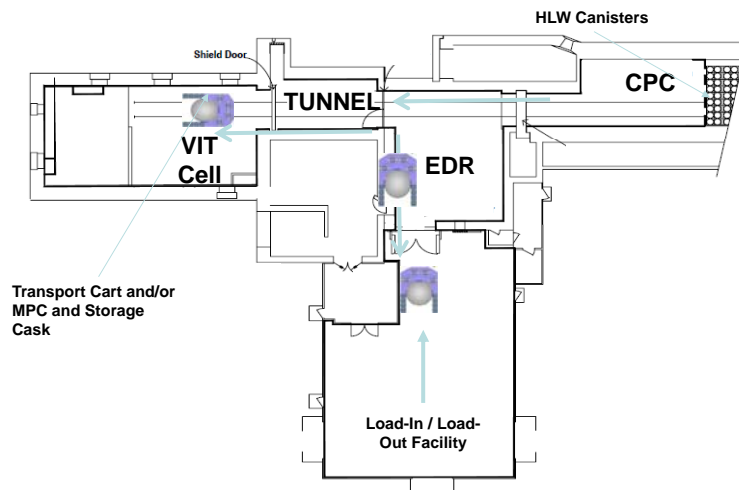 HLW Canisters
Shield Door
CPC
TUNNEL
VIT
Cell
EDR
Transport Cart and/or
MPC and Storage
Cask
Load-In / Load-
Out Facility